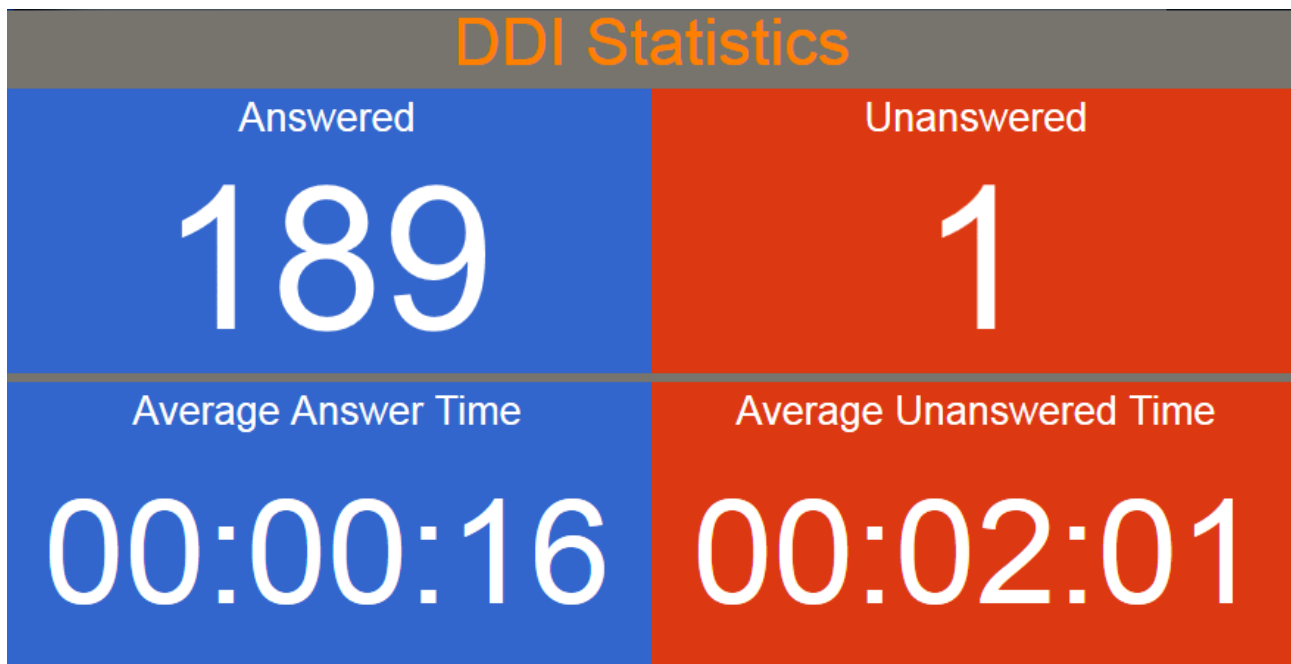 DDI Statistics
Answered
Unanswered
189
1
Average Answer Time
Average Unanswered Time
00:00:16
00:02:01